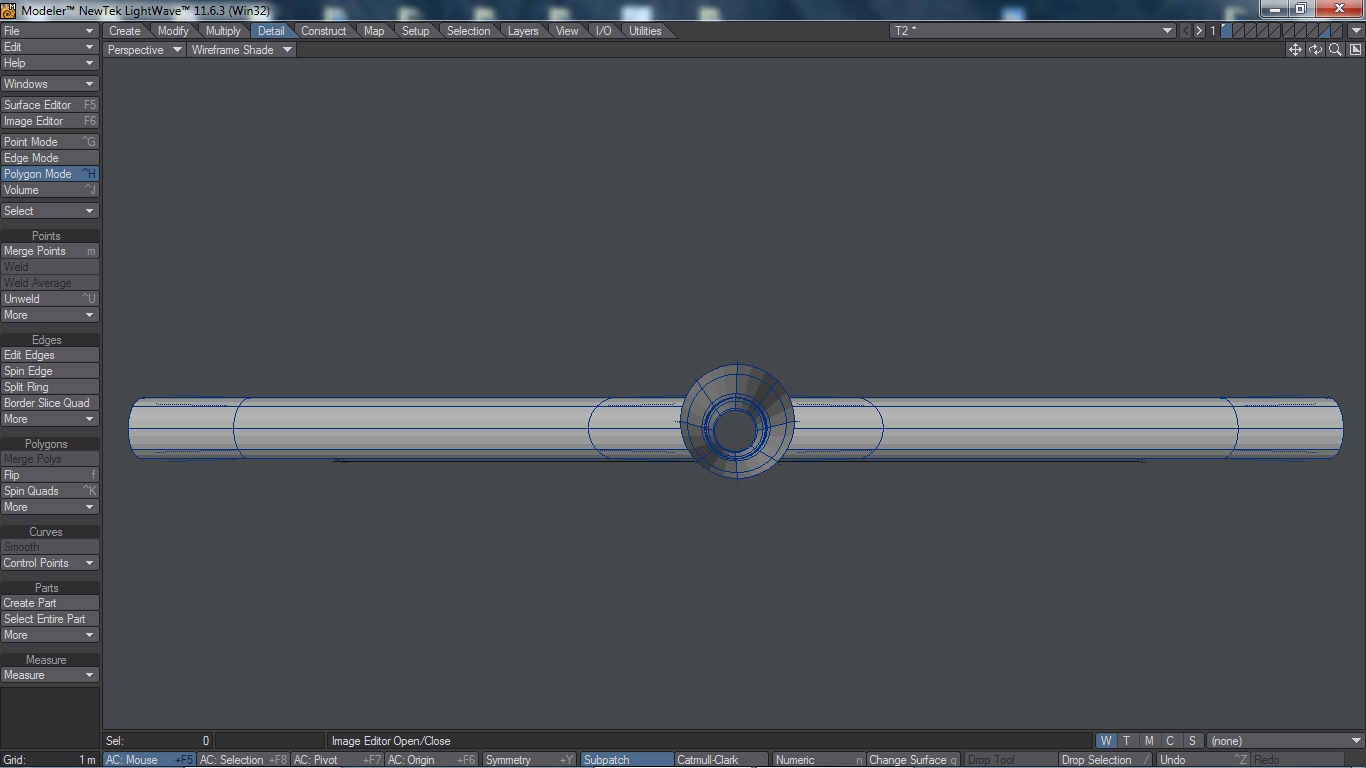 Modeler™ NewTek LightWave™ 11.6.3 (Win32)
File Create Modify Multiply Detail Construct Map Setup Selection Layers View I/O Utilities T2 * < > 1
Edit Perspective Wireframe Shade
Help
Windows
Surface Editor F5
Image Editor F6
Point Mode ^G
Edge Mode
Polygon Mode ^H
Volume ^J
Select
Points
Merge Points m
Weld
Weld Average
Unweld ^U
More
Edges
Edit Edges
Spin Edge
Split Ring
Border Slice Quad
More
Polygons
Merge Polys
Flip f
Spin Quads ^K
More
Curves
Smooth
Control Points
Parts
Create Part
Select Entire Part
More
Measure
Measure
Sel: 0 Image Editor Open/Close W T M C S (none)
Grid: 1 m AC: Mouse +F5 AC: Selection +F8 AC: Pivot +F7 AC: Origin +F6 Symmetry +Y Subpatch Catmull-Clark Numeric n Change Surface q Drop Tool Drop Selection / Undo ^Z Redo